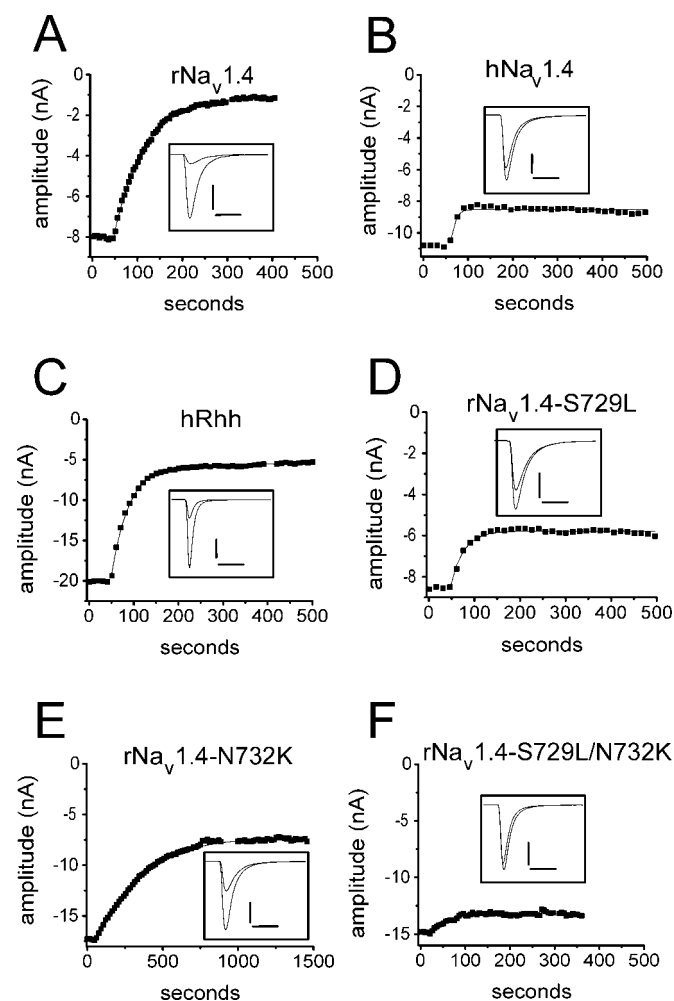 A
rNav1.4
amplitude (nA)
0
-2
-4
-6
-8
0 100 200 300 400 500
seconds
B
hNav1.4
amplitude (nA)
0
-2
-4
-6
-8
-10
0 100 200 300 400 500
seconds
C
hRhh
amplitude (nA)
0
-5
-10
-15
-20
0 100 200 300 400 500
seconds
D
rNav1.4-S729L
amplitude (nA)
0
-2
-4
-6
-8
0 100 200 300 400 500
seconds
E
rNav1.4-N732K
amplitude (nA)
0
-5
-10
-15
0 500 1000 1500
seconds
F
rNav1.4-S729L/N732K
amplitude (nA)
0
-5
-10
-15
0 100 200 300 400 500
seconds